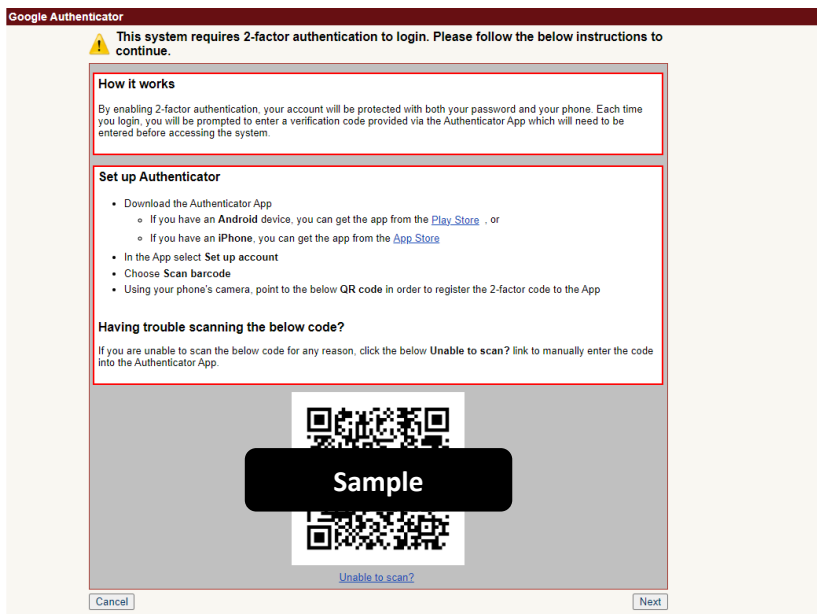 Google Authenticator
This system requires 2-factor authentication to login. Please follow the below instructions to
continue.
How it works
By enabling 2-factor authentication, your account will be protected with both your password and your phone. Each time
you login, you will be prompted to enter a verification code provided via the Authenticator App which will need to be
entered before accessing the system.
Set up Authenticator
• Download the Authenticator App
○ If you have an Android device, you can get the app from the Play Store , or
○ If you have an iPhone, you can get the app from the App Store
• In the App select Set up account
• Choose Scan barcode
• Using your phone's camera, point to the below QR code in order to register the 2-factor code to the App
Having trouble scanning the below code?
If you are unable to scan the below code for any reason, click the below Unable to scan? link to manually enter the code
into the Authenticator App.
Sample
Unable to scan?
Cancel
Next